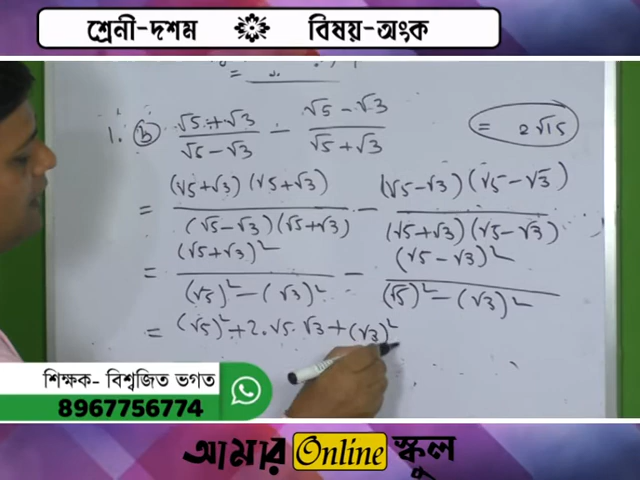 শ্রেনী-দশম বিষয়-অংক
1. b (√5+√3)/(√5-√3) - (√5-√3)/(√5+√3)
= 2√15
= (√5+√3)(√5+√3)/(√5-√3)(√5+√3) - (√5-√3)(√5-√3)/(√5+√3)(√5-√3)
= (√5+√3)²/(√5)²-(√3)² - (√5-√3)²/(√5)²-(√3)²
= (√5)²+2.√5.√3+(√3)²
শিক্ষক- বিশ্বজিত ভগত
8967756774
আমার Online স্কুল